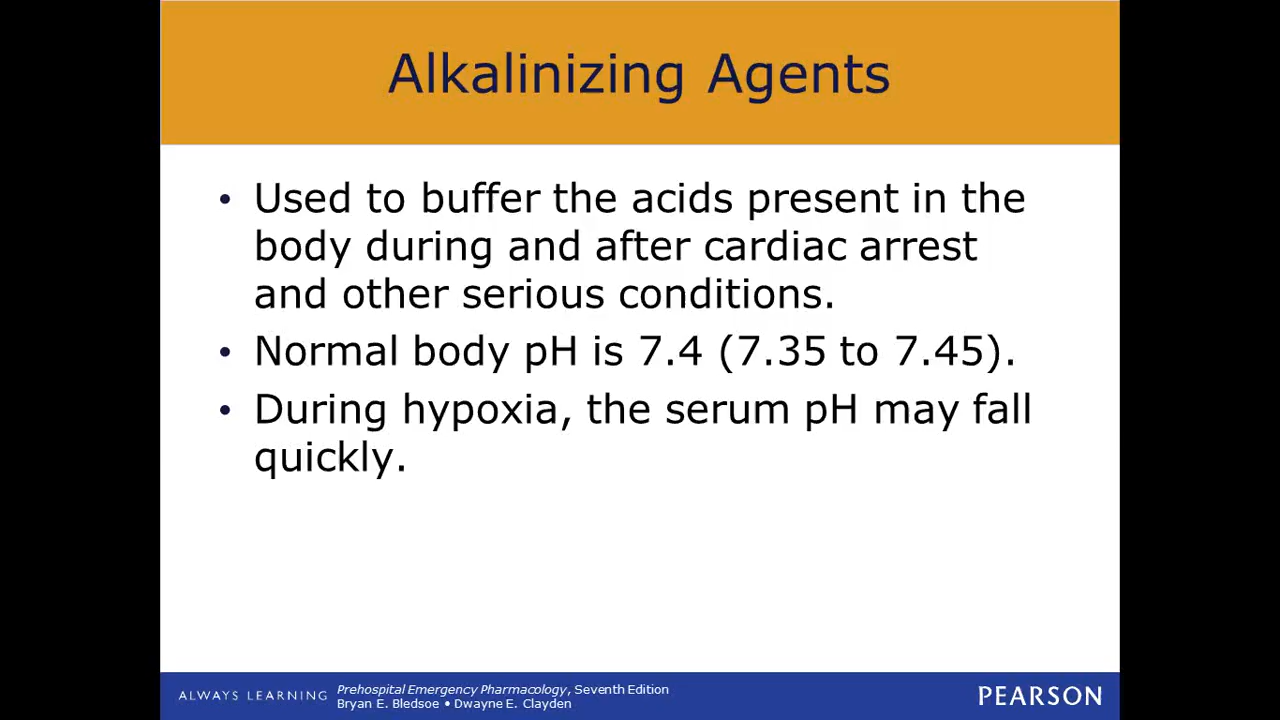 Alkalinizing Agents
• Used to buffer the acids present in the
body during and after cardiac arrest
and other serious conditions.
• Normal body pH is 7.4 (7.35 to 7.45).
• During hypoxia, the serum pH may fall
quickly.
ALWAYS LEARNING
Prehospital Emergency Pharmacology, Seventh Edition
Bryan E. Bledsoe • Dwayne E. Clayden
PEARSON